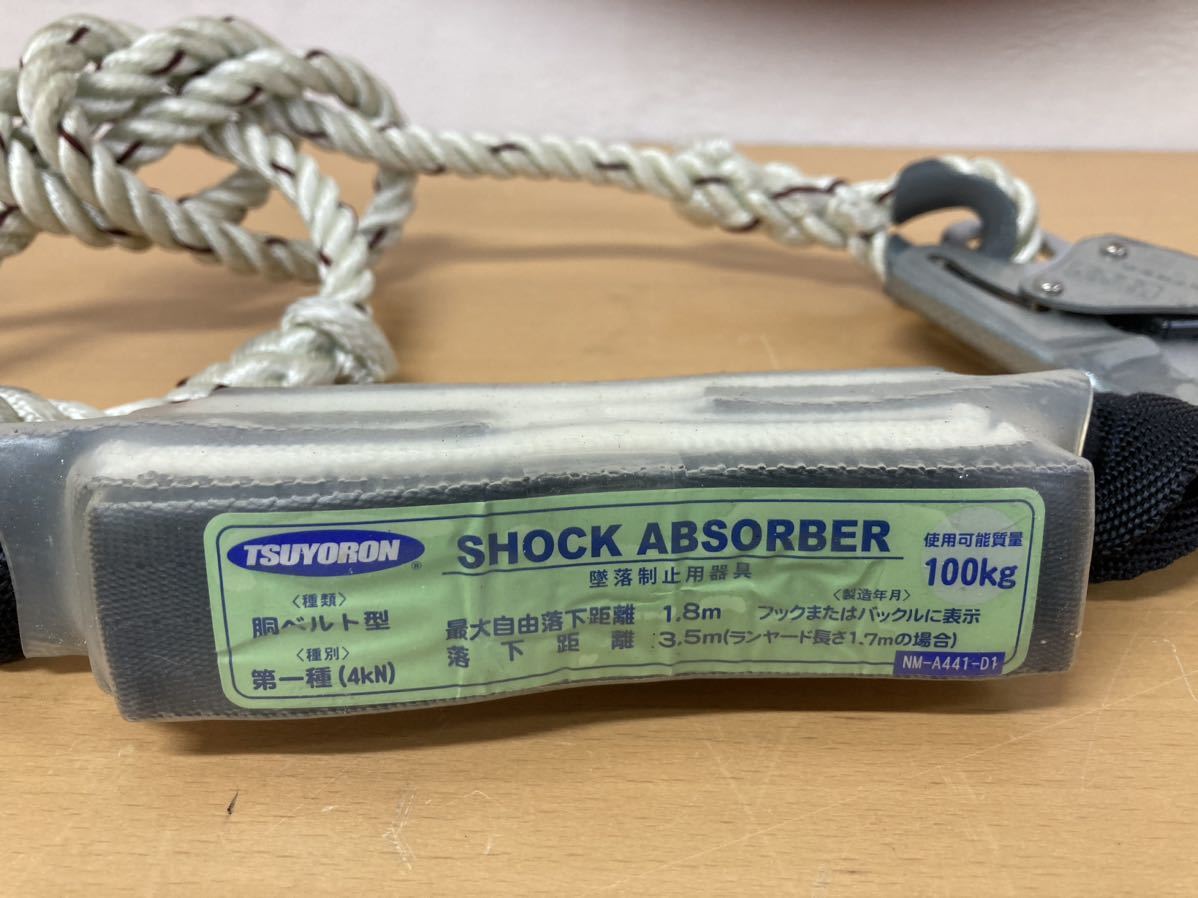 TSUYORON®
SHOCK ABSORBER
使用可能質量
100kg
墜落制止用器具
〈種類〉
胴ベルト型
〈種別〉
第一種(4kN)
〈製造年月〉
最大自由落下距離 1.8m フックまたはバックルに表示
落下距離 3.5m(ランヤード長さ1.7mの場合)
NM-A441-D1